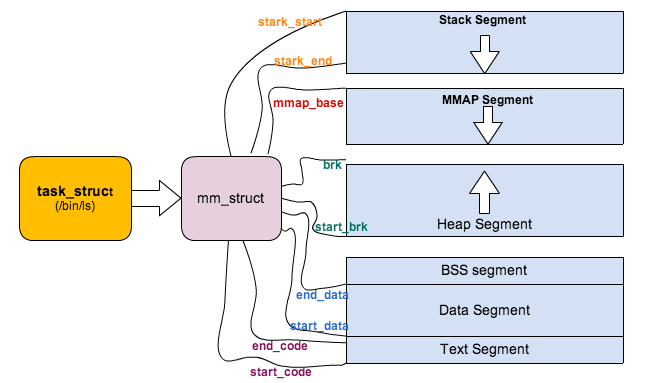 stark_start
Stack Segment
stark_end
mmap_base
MMAP Segment
brk
task_struct
(/bin/ls)
mm_struct
start_brk
Heap Segment
BSS segment
end_data
Data Segment
start_data
end_code
Text Segment
start_code